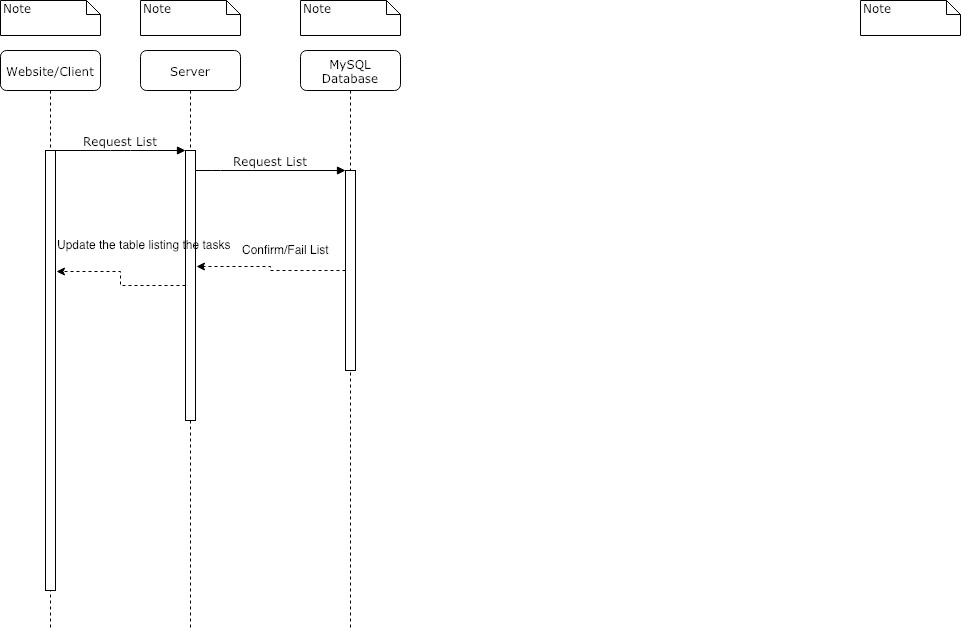 Note
Note
Note
Note
Website/Client
Server
MySQL
Database
Request List
Request List
Update the table listing the tasks
Confirm/Fail List